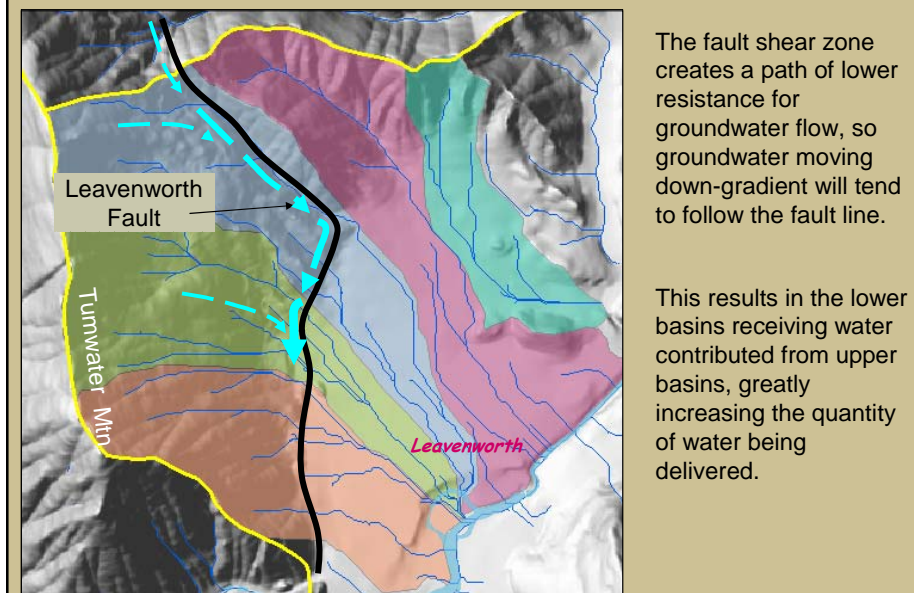 Leavenworth
Fault
Tumwater Mtn
Leavenworth
The fault shear zone
creates a path of lower
resistance for
groundwater flow, so
groundwater moving
down-gradient will tend
to follow the fault line.
This results in the lower
basins receiving water
contributed from upper
basins, greatly
increasing the quantity
of water being
delivered.